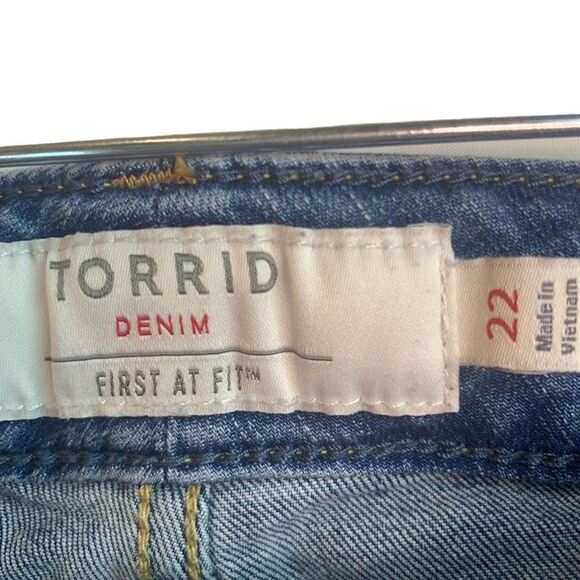 TORRID
DENIM
FIRST AT FIT™
22
Made in
Vietnam